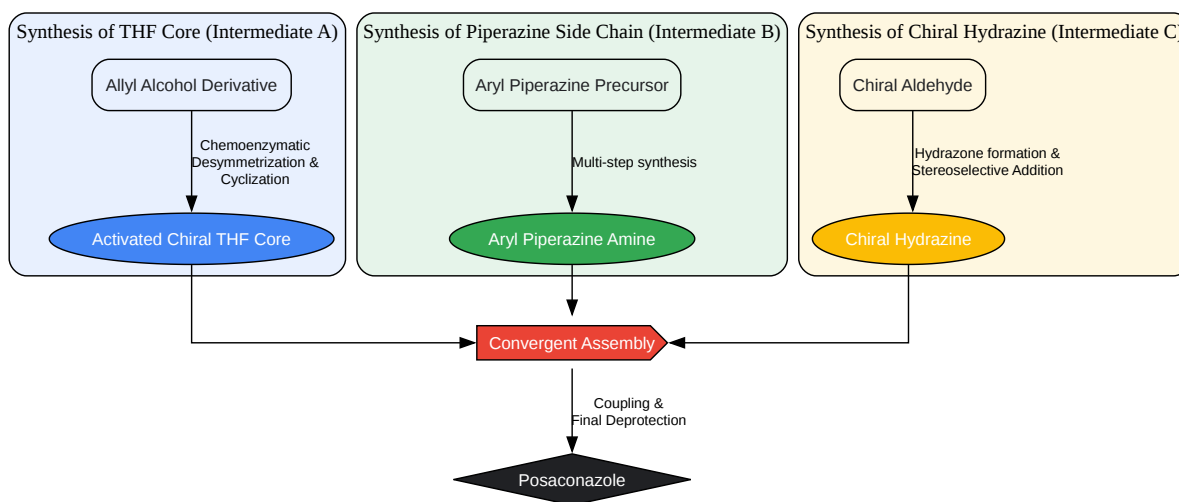 Synthesis of THF Core (Intermediate A)
Allyl Alcohol Derivative
Chemoenzymatic
Desymmetrization &
Cyclization
Activated Chiral THF Core
Synthesis of Piperazine Side Chain (Intermediate B)
Aryl Piperazine Precursor
Multi-step synthesis
Aryl Piperazine Amine
Synthesis of Chiral Hydrazine (Intermediate C)
Chiral Aldehyde
Hydrazone formation &
Stereoselective Addition
Chiral Hydrazine
Convergent Assembly
Coupling &
Final Deprotection
Posaconazole